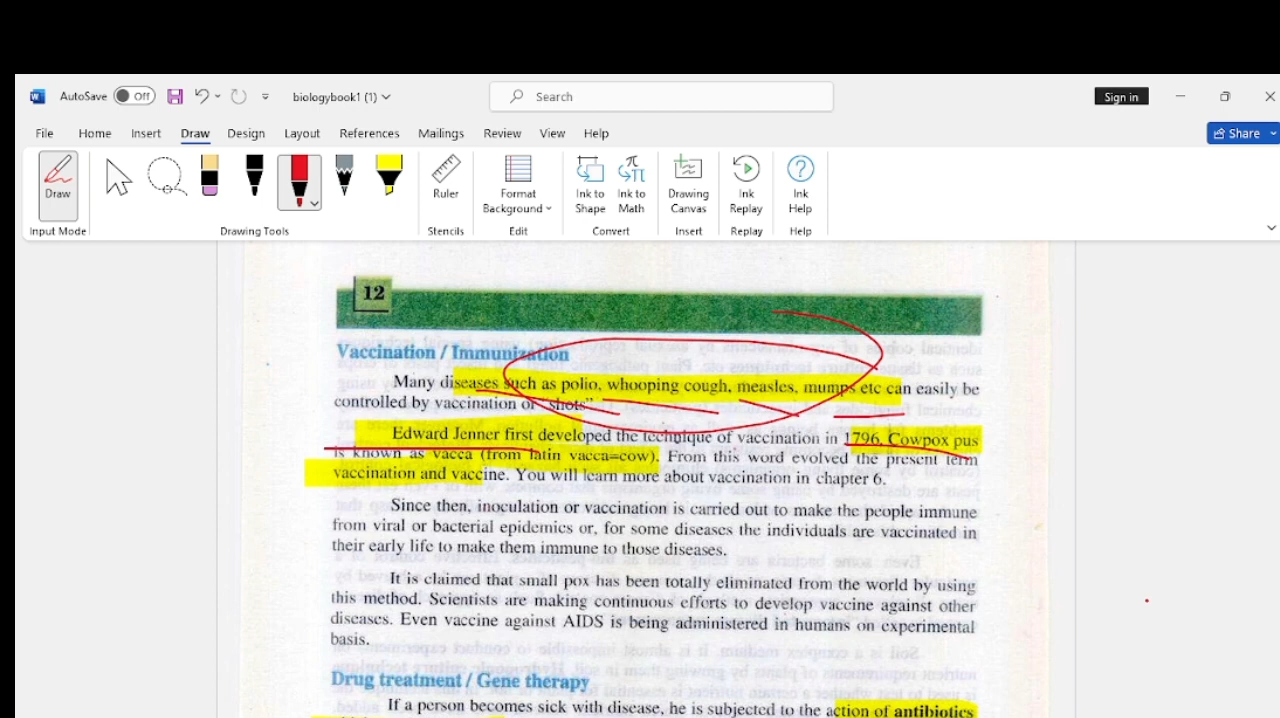 AutoSave Off biologybook1 (1) Search Sign in
File Home Insert Draw Design Layout References Mailings Review View Help Share
Draw Ruler Format Background Ink to Shape Ink to Math Drawing Canvas Ink Replay Ink Help
Input Mode Drawing Tools Stencils Edit Convert Insert Replay Help
12
Vaccination / Immunization
Many diseases such as polio, whooping cough, measles, mumps etc can easily be
controlled by vaccination or "shots"
Edward Jenner first developed the technique of vaccination in 1796. Cowpox pus
is known as vacca (from latin vacca=cow). From this word evolved the present term
vaccination and vaccine. You will learn more about vaccination in chapter 6.
Since then, inoculation or vaccination is carried out to make the people immune
from viral or bacterial epidemics or, for some diseases the individuals are vaccinated in
their early life to make them immune to those diseases.
It is claimed that small pox has been totally eliminated from the world by using
this method. Scientists are making continuous efforts to develop vaccine against other
diseases. Even vaccine against AIDS is being administered in humans on experimental
basis.
Drug treatment / Gene therapy
If a person becomes sick with disease, he is subjected to the action of antibiotics